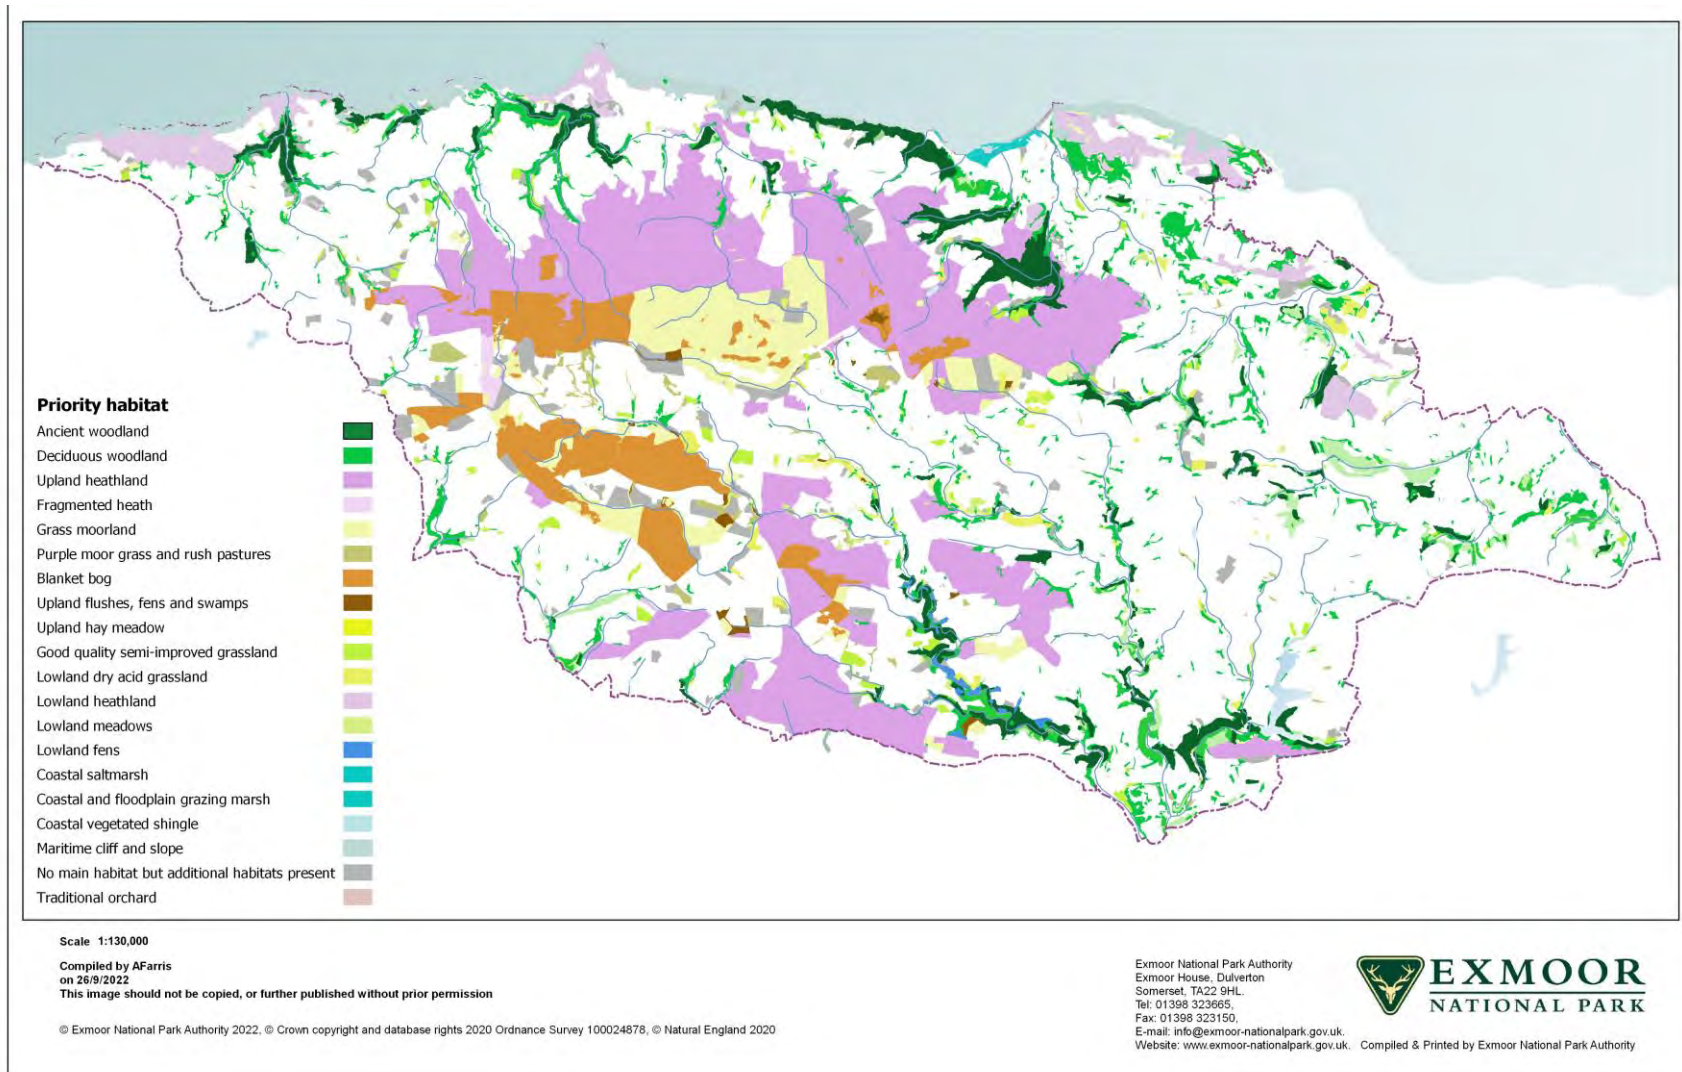 Priority habitat
Ancient woodland
Deciduous woodland
Upland heathland
Fragmented heath
Grass moorland
Purple moor grass and rush pastures
Blanket bog
Upland flushes, fens and swamps
Upland hay meadow
Good quality semi-improved grassland
Lowland dry acid grassland
Lowland heathland
Lowland meadows
Lowland fens
Coastal saltmarsh
Coastal and floodplain grazing marsh
Coastal vegetated shingle
Maritime cliff and slope
No main habitat but additional habitats present
Traditional orchard
Scale 1:130,000
Compiled by AFarris
on 26/9/2022
This image should not be copied, or further published without prior permission
© Exmoor National Park Authority 2022, © Crown copyright and database rights 2020 Ordnance Survey 100024878, © Natural England 2020
Exmoor National Park Authority
Exmoor House, Dulverton
Somerset, TA22 9HL.
Tel: 01398 323665,
Fax: 01398 323150,
E-mail: info@exmoor-nationalpark.gov.uk.
Website: www.exmoor-nationalpark.gov.uk. Compiled & Printed by Exmoor National Park Authority
EXMOOR
NATIONAL PARK